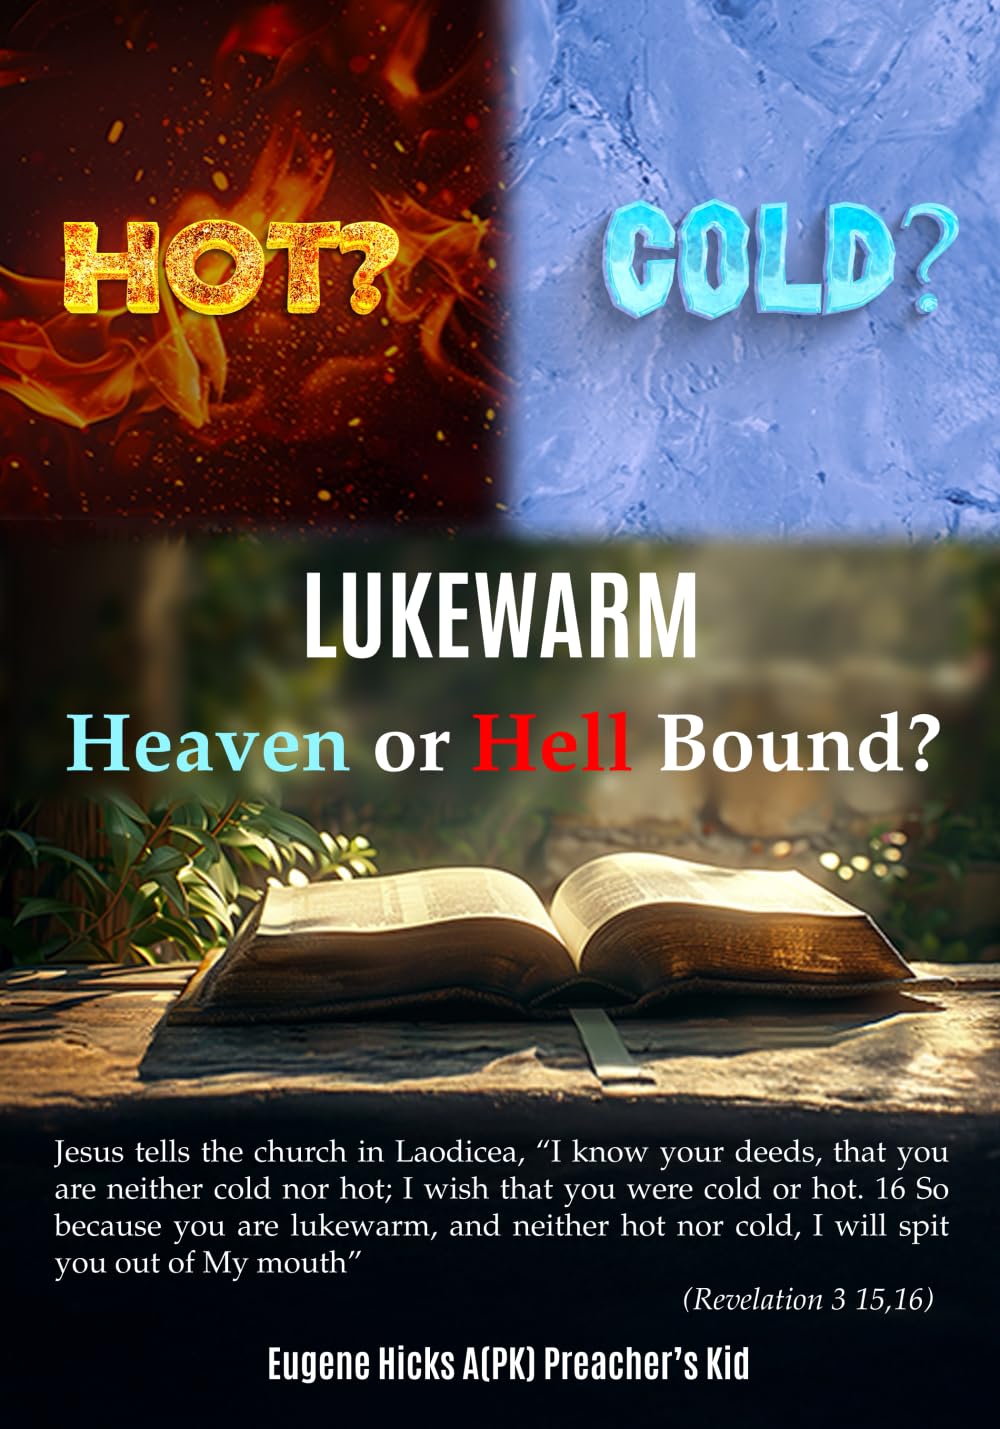 HOT?
COLD?
LUKEWARM
Heaven or Hell Bound?
Jesus tells the church in Laodicea, “I know your deeds, that you
are neither cold nor hot; I wish that you were cold or hot. 16 So
because you are lukewarm, and neither hot nor cold, I will spit
you out of My mouth”
(Revelation 3 15,16)
Eugene Hicks A(PK) Preacher’s Kid